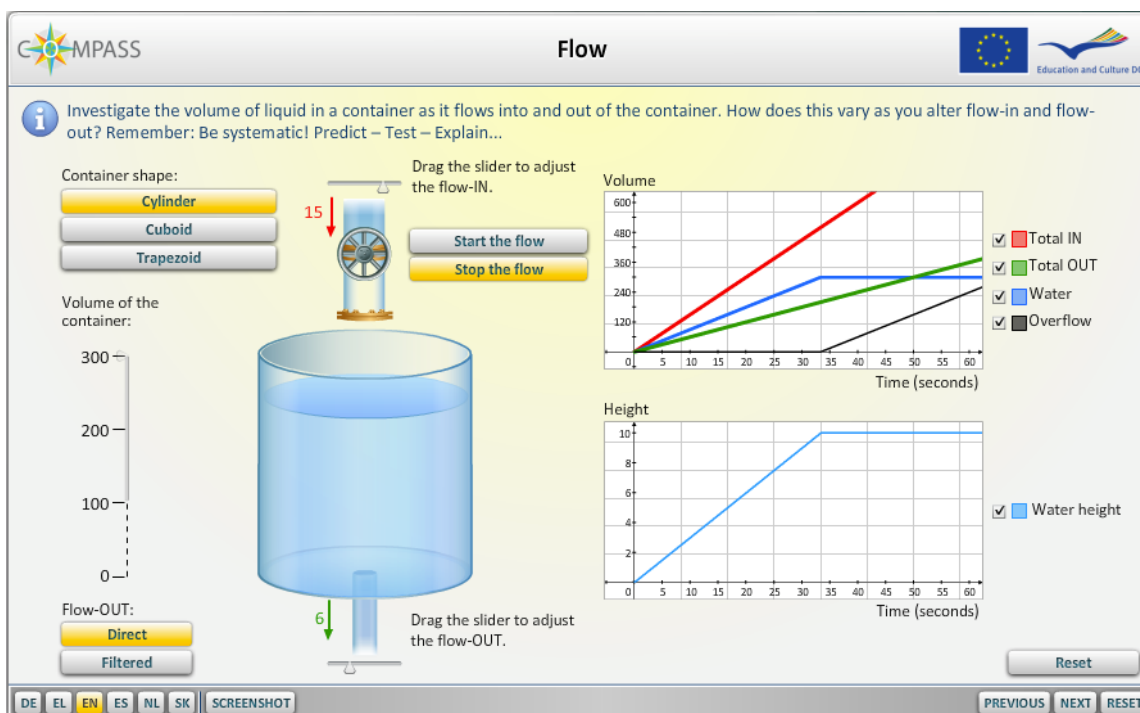 COMPASS
Flow
Education and Culture DG
Investigate the volume of liquid in a container as it flows into and out of the container. How does this vary as you alter flow-in and flow-
out? Remember: Be systematic! Predict – Test – Explain...
Container shape:
Cylinder
Cuboid
Trapezoid
Drag the slider to adjust
the flow-IN.
15
Start the flow
Stop the flow
Volume of the
container:
300
200
100
0
Flow-OUT:
Direct
Filtered
6
Drag the slider to adjust
the flow-OUT.
Volume
600
480
360
240
120
0 5 10 15 20 25 30 35 40 45 50 55 60
Time (seconds)
Total IN
Total OUT
Water
Overflow
Height
10
8
6
4
2
0 5 10 15 20 25 30 35 40 45 50 55 60
Time (seconds)
Water height
Reset
DE EL EN ES NL SK SCREENSHOT
PREVIOUS NEXT RESET